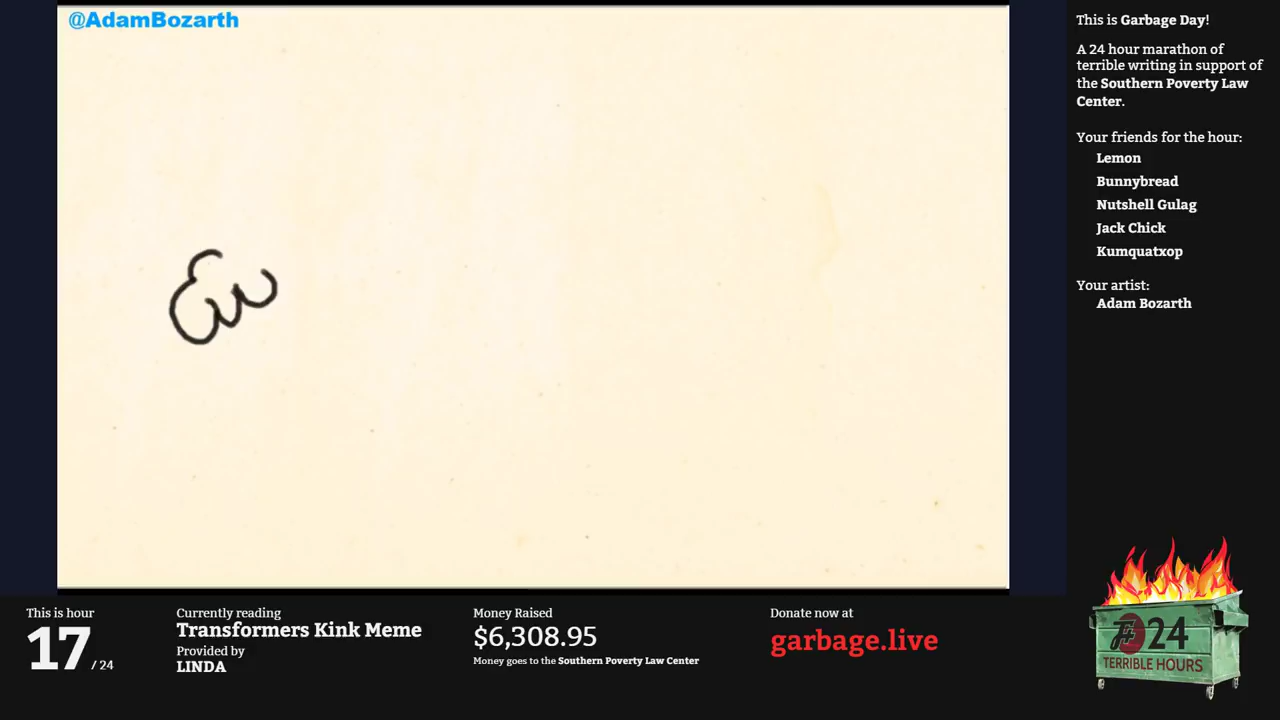 @AdamBozarth
This is Garbage Day!
A 24 hour marathon of
terrible writing in support of
the Southern Poverty Law
Center.
Your friends for the hour:
Lemon
Bunnybread
Nutshell Gulag
Jack Chick
Kumquatxop
Your artist:
Adam Bozarth
Ew
This is hour
17 / 24
Currently reading
Transformers Kink Meme
Provided by
LINDA
Money Raised
$6,308.95
Money goes to the Southern Poverty Law Center
Donate now at
garbage.live
24
TERRIBLE HOURS